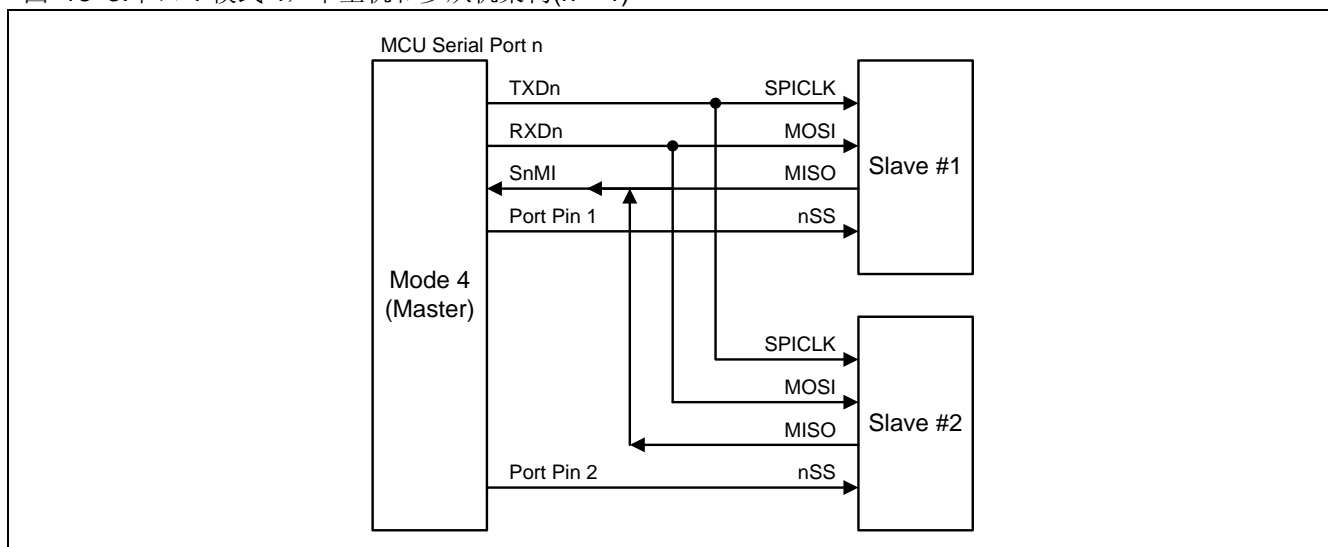 MCU Serial Port n
TXDn SPICLK
RXDn MOSI
SnMI MISO
Port Pin 1 nSS
Slave #1
Mode 4
(Master)
SPICLK
MOSI
MISO
Slave #2
Port Pin 2 nSS